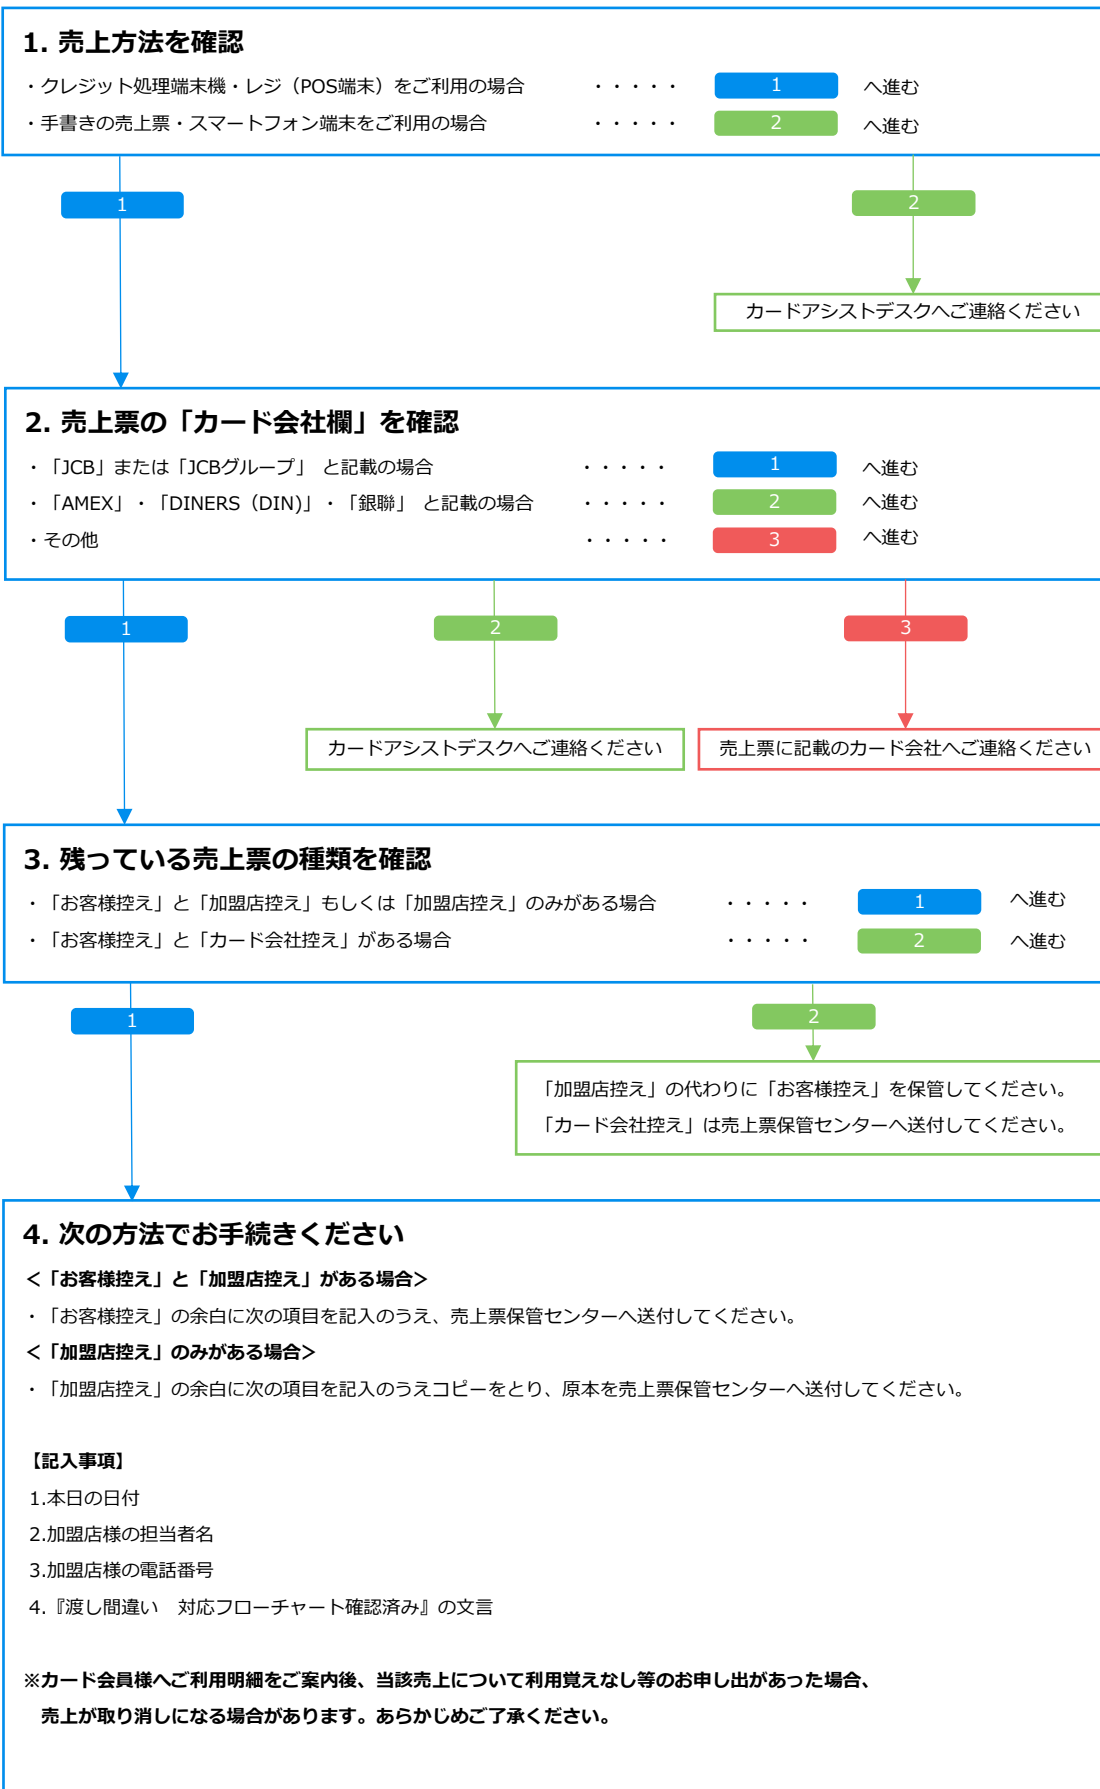 1. 売上方法を確認
・クレジット処理端末機・レジ（POS端末）をご利用の場合 ・・・・・ 1 へ進む
・手書きの売上票・スマートフォン端末をご利用の場合 ・・・・・ 2 へ進む
1 2
カードアシストデスクへご連絡ください
2. 売上票の「カード会社欄」を確認
・「JCB」または「JCBグループ」 と記載の場合 ・・・・・ 1 へ進む
・「AMEX」・「DINERS（DIN)」・「銀聯」 と記載の場合 ・・・・・ 2 へ進む
・その他 ・・・・・ 3 へ進む
1 2 3
カードアシストデスクへご連絡ください 売上票に記載のカード会社へご連絡ください
3. 残っている売上票の種類を確認
・「お客様控え」と「加盟店控え」もしくは「加盟店控え」のみがある場合 ・・・・・ 1 へ進む
・「お客様控え」と「カード会社控え」がある場合 ・・・・・ 2 へ進む
1 2
「加盟店控え」の代わりに「お客様控え」を保管してください。
「カード会社控え」は売上票保管センターへ送付してください。
4. 次の方法でお手続きください
＜「お客様控え」と「加盟店控え」がある場合＞
・「お客様控え」の余白に次の項目を記入のうえ、売上票保管センターへ送付してください。
＜「加盟店控え」のみがある場合＞
・「加盟店控え」の余白に次の項目を記入のうえコピーをとり、原本を売上票保管センターへ送付してください。
【記入事項】
1.本日の日付
2.加盟店様の担当者名
3.加盟店様の電話番号
4.『渡し間違い　対応フローチャート確認済み』の文言
※カード会員様へご利用明細をご案内後、当該売上について利用覚えなし等のお申し出があった場合、
売上が取り消しになる場合があります。あらかじめご了承ください。